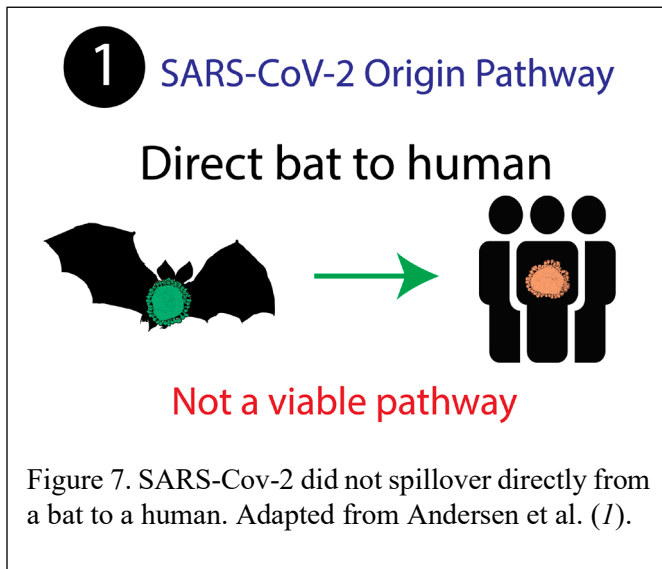 1 SARS-CoV-2 Origin Pathway
Direct bat to human
Not a viable pathway
Figure 7. SARS-Cov-2 did not spillover directly from
a bat to a human. Adapted from Andersen et al. (1).